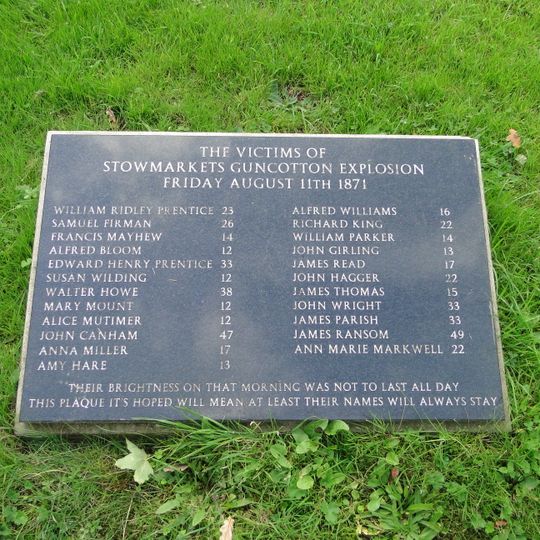 THE VICTIMS OF
STOWMARKETS GUNCOTTON EXPLOSION
FRIDAY AUGUST 11TH 1871
WILLIAM RIDLEY PRENTICE 23
SAMUEL FIRMAN 26
FRANCIS MAYHEW 14
ALFRED BLOOM 12
EDWARD HENRY PRENTICE 33
SUSAN WILDING 12
WALTER HOWE 38
MARY MOUNT 12
ALICE MUTIMER 12
JOHN CANHAM 47
ANNA MILLER 17
AMY HARE 13
ALFRED WILLIAMS 16
RICHARD KING 22
WILLIAM PARKER 14
JOHN GIRLING 13
JAMES READ 17
JOHN HAGGER 22
JAMES THOMAS 15
JOHN WRIGHT 33
JAMES PARISH 33
JAMES RANSOM 49
ANN MARIE MARKWELL 22
THEIR BRIGHTNESS ON THAT MORNING WAS NOT TO LAST ALL DAY
THIS PLAQUE IT'S HOPED WILL MEAN AT LEAST THEIR NAMES WILL ALWAYS STAY